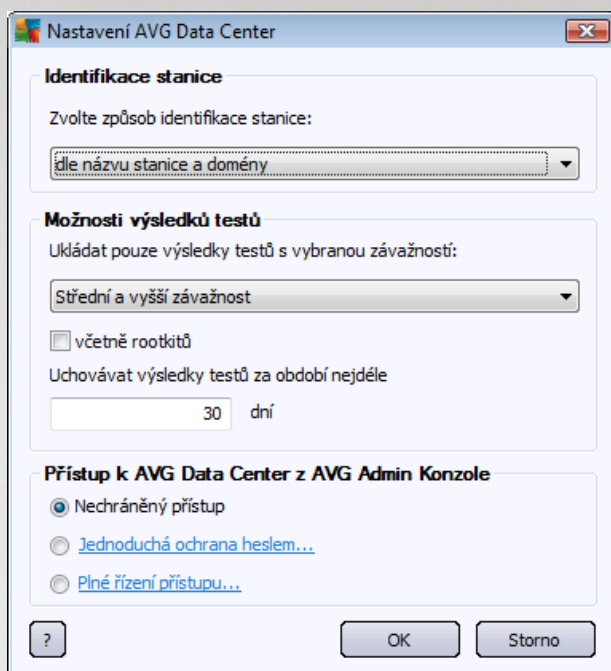 Nastavení AVG Data Center
Identifikace stanice
Zvolte způsob identifikace stanice:
dle názvu stanice a domény
Možnosti výsledků testů
Ukládat pouze výsledky testů s vybranou závažností:
Střední a vyšší závažnost
včetně rootkitů
Uchovávat výsledky testů za období nejdéle
30 dní
Přístup k AVG Data Center z AVG Admin Konzole
Nechráněný přístup
Jednoduchá ochrana heslem...
Plné řízení přístupu...
? OK Storno